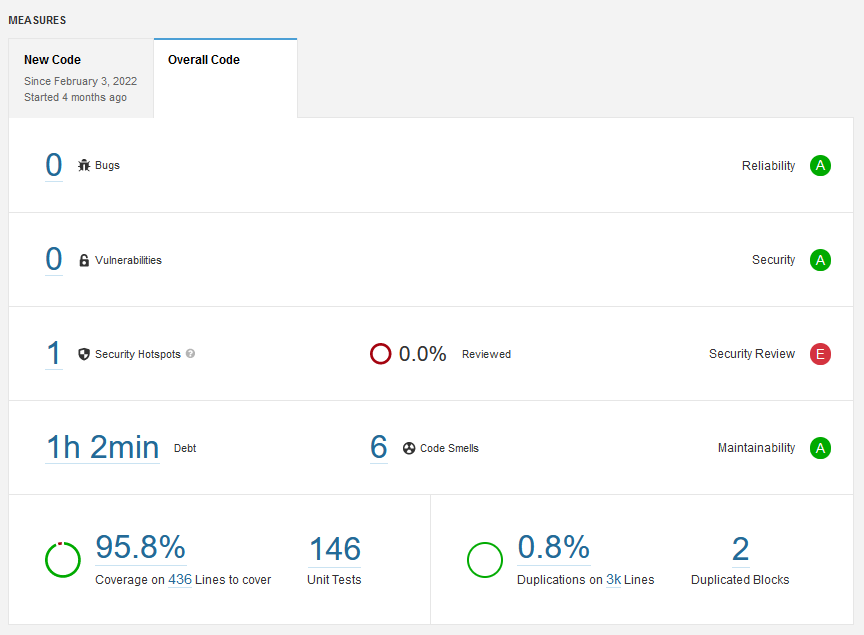 MEASURES
New Code
Since February 3, 2022
Started 4 months ago
Overall Code
0 Bugs Reliability A
0 Vulnerabilities Security A
1 Security Hotspots ? 0.0% Reviewed Security Review E
1h 2min Debt 6 Code Smells Maintainability A
95.8% 146 0.8% 2
Coverage on 436 Lines to cover Unit Tests Duplications on 3k Lines Duplicated Blocks